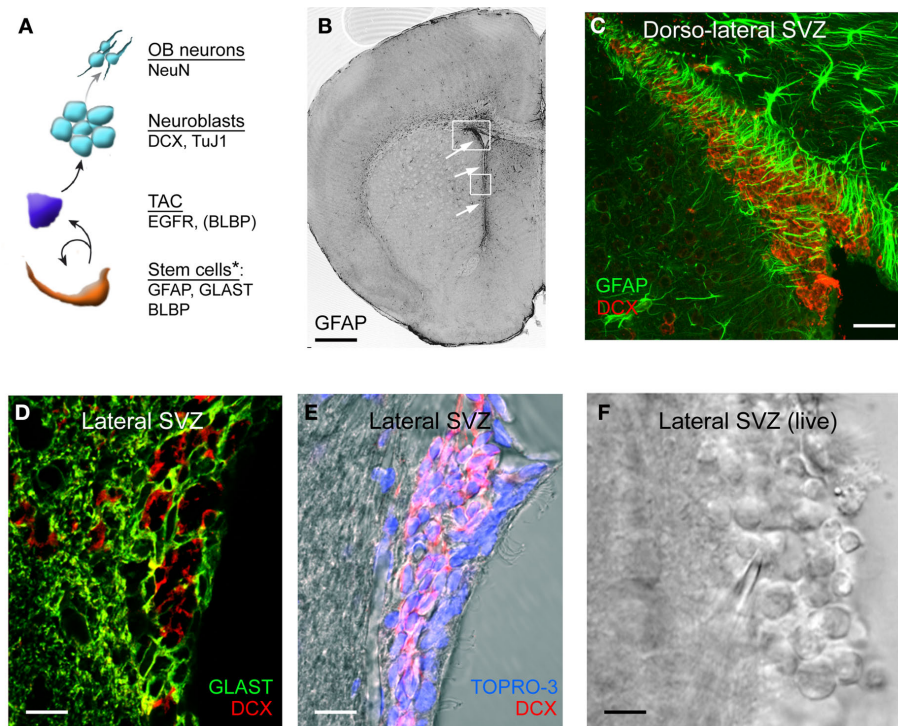 A
OB neurons
NeuN
Neuroblasts
DCX, TuJ1
TAC
EGFR, (BLBP)
Stem cells*:
GFAP, GLAST
BLBP
B
GFAP
C
Dorso-lateral SVZ
GFAP
DCX
D
Lateral SVZ
GLAST
DCX
E
Lateral SVZ
TOPRO-3
DCX
F
Lateral SVZ (live)